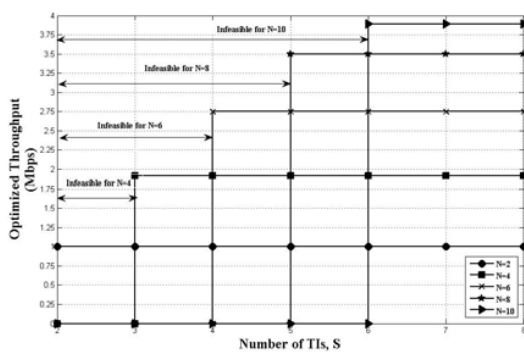 4
3.75
3.5
3.25
3
2.75
2.5
2.25
2
1.75
1.5
1.25
1
0.75
0.5
0.25
0
Optimized Throughput
(Mbps)
Infeasible for N=10
Infeasible for N=8
Infeasible for N=6
Infeasible for N=4
N=2
N=4
N=6
N=8
N=10
2 3 4 5 6 7 8
Number of TIs, S